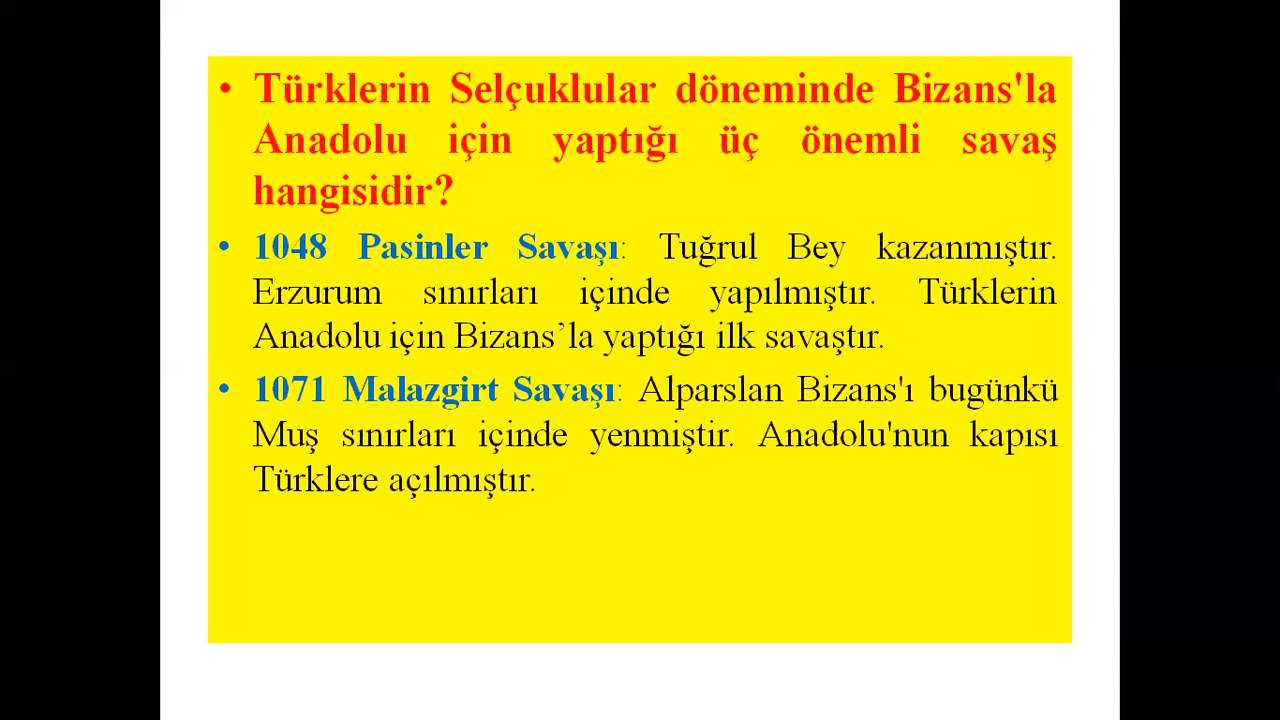 • Türklerin Selçuklular döneminde Bizans'la
Anadolu için yaptığı üç önemli savaş
hangisidir?
• 1048 Pasinler Savaşı: Tuğrul Bey kazanmıştır.
Erzurum sınırları içinde yapılmıştır. Türklerin
Anadolu için Bizans’la yaptığı ilk savaştır.
• 1071 Malazgirt Savaşı: Alparslan Bizans'ı bugünkü
Muş sınırları içinde yenmiştir. Anadolu'nun kapısı
Türklere açılmıştır.